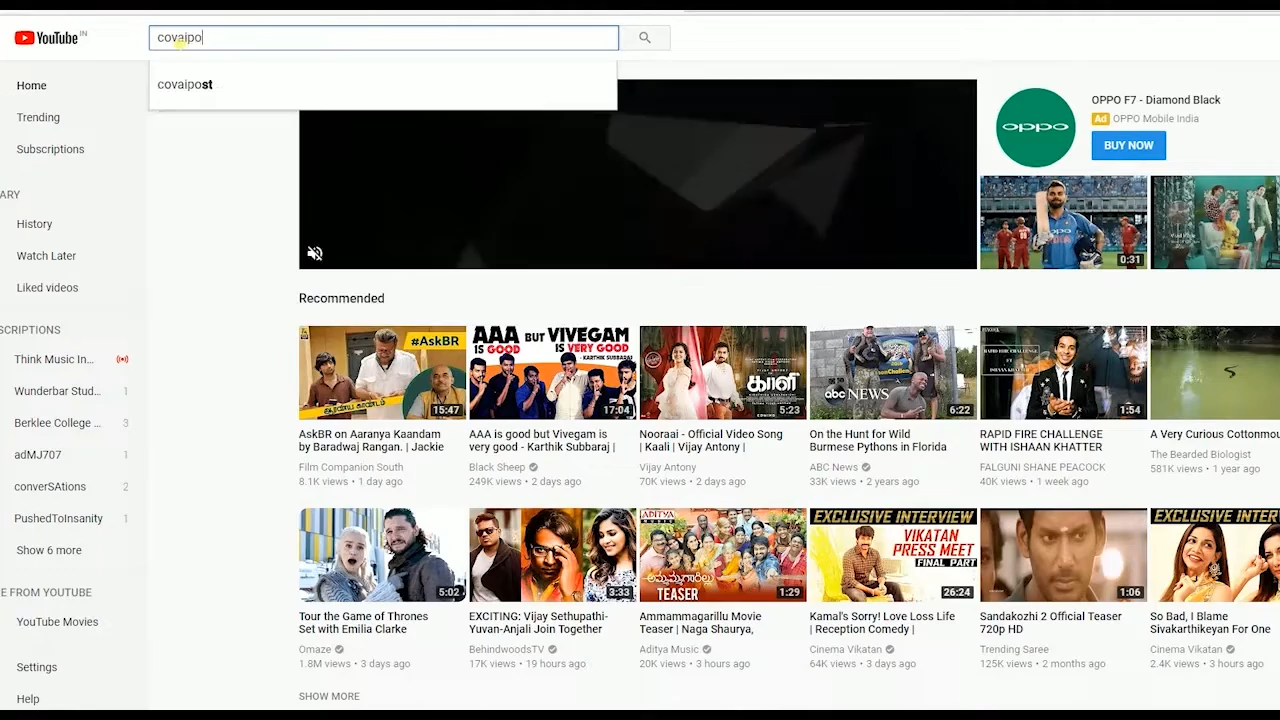 YouTube IN
covaipo
covaipost
Home
Trending
Subscriptions
ARY
History
Watch Later
Liked videos
SCRIPTIONS
Think Music In...
Wunderbar Stud... 1
Berklee College ... 3
adMJ707 1
converSAtions 2
PushedToInsanity 1
Show 6 more
E FROM YOUTUBE
YouTube Movies
Settings
Help
oppo
OPPO F7 - Diamond Black
Ad OPPO Mobile India
BUY NOW
oppo
INDIA
0:31
Recommended
#AskBR
15:47
AskBR on Aaranya Kaandam
by Baradwaj Rangan. | Jackie
Film Companion South
8.1K views • 1 day ago
AAA BUT VIVEGAM
IS GOOD IS VERY GOOD
- KARTHIK SUBBARAJ
17:04
AAA is good but Vivegam is
very good - Karthik Subbaraj |
Black Sheep
249K views • 2 days ago
காளி
5:23
Nooraai - Official Video Song
| Kaali | Vijay Antony |
Vijay Antony
70K views • 2 days ago
abc NEWS
6:22
On the Hunt for Wild
Burmese Pythons in Florida
ABC News
33K views • 2 years ago
RAPID FIRE CHALLENGE
FT
ISHAAN KHATTER
1:54
RAPID FIRE CHALLENGE
WITH ISHAAN KHATTER
FALGUNI SHANE PEACOCK
40K views • 1 week ago
A Very Curious Cottonmou
The Bearded Biologist
581K views • 1 year ago
5:02
Tour the Game of Thrones
Set with Emilia Clarke
Omaze
1.8M views • 3 days ago
3:33
EXCITING: Vijay Sethupathi-
Yuvan-Anjali Join Together
BehindwoodsTV
17K views • 19 hours ago
ADITYA
MUSIC
అమ్మమ్మగారిల్లు
TEASER
1:29
Ammammagarillu Movie
Teaser | Naga Shaurya,
Aditya Music
20K views • 3 hours ago
EXCLUSIVE INTERVIEW
VIKATAN
PRESS MEET
FINAL PART
26:24
Kamal's Sorry! Love Loss Life
| Reception Comedy |
Cinema Vikatan
64K views • 3 days ago
1:06
Sandakozhi 2 Official Teaser
720p HD
Trending Saree
125K views • 2 months ago
EXCLUSIVE INTER
So Bad, I Blame
Sivakarthikeyan For One
Cinema Vikatan
2.4K views • 3 hours ago
SHOW MORE